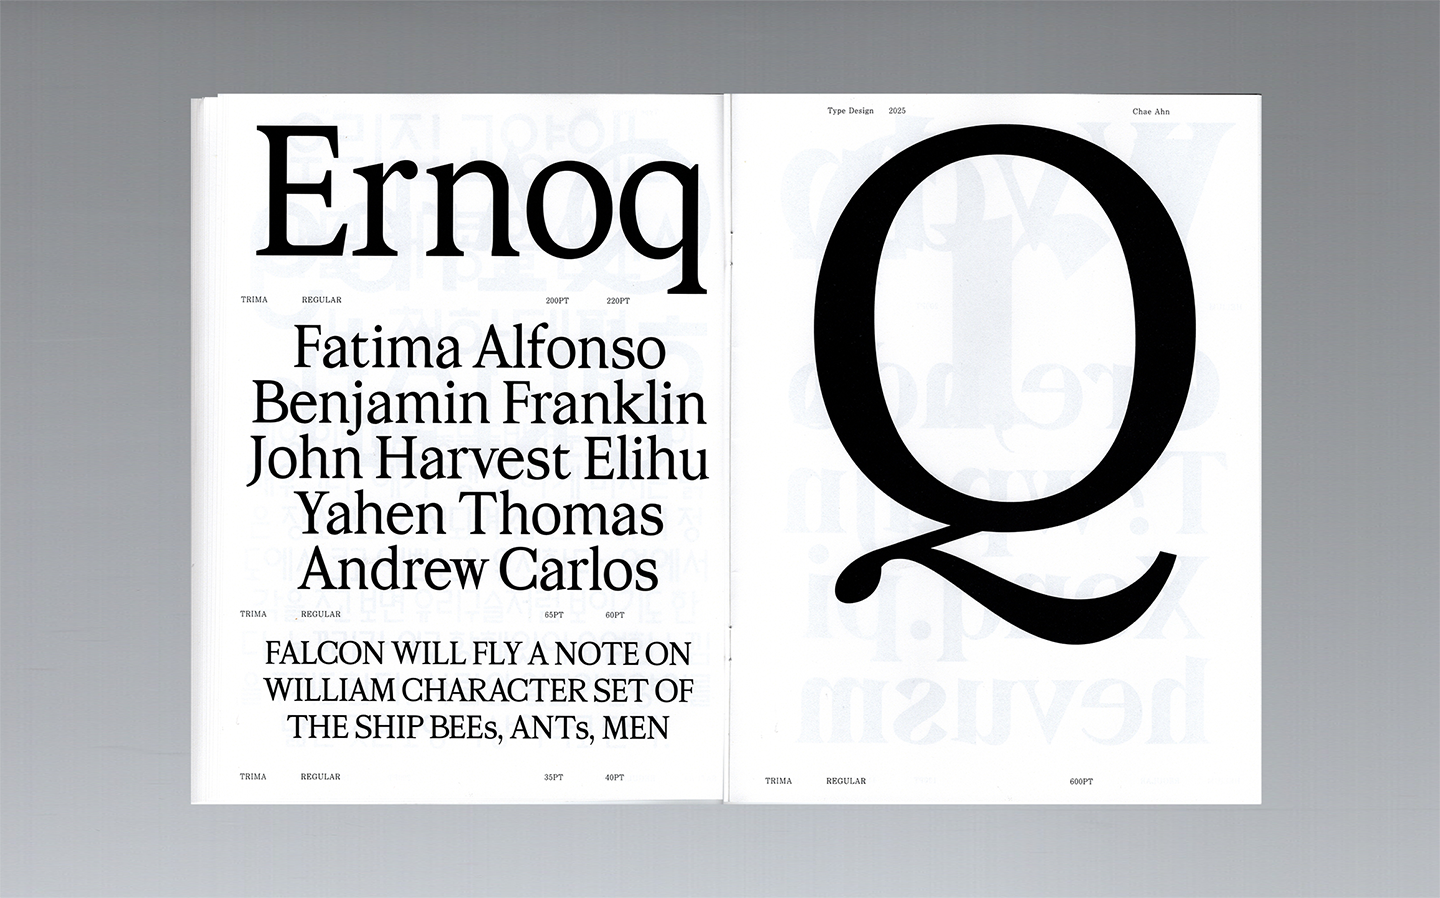 Ernoq
TRIMA REGULAR 200PT 220PT
Fatima Alfonso
Benjamin Franklin
John Harvest Elihu
Yahen Thomas
Andrew Carlos
TRIMA REGULAR 65PT 60PT
FALCON WILL FLY A NOTE ON
WILLIAM CHARACTER SET OF
THE SHIP BEEs, ANTs, MEN
TRIMA REGULAR 35PT 40PT
Type Design 2025 Chae Ahn
Q
TRIMA REGULAR 600PT